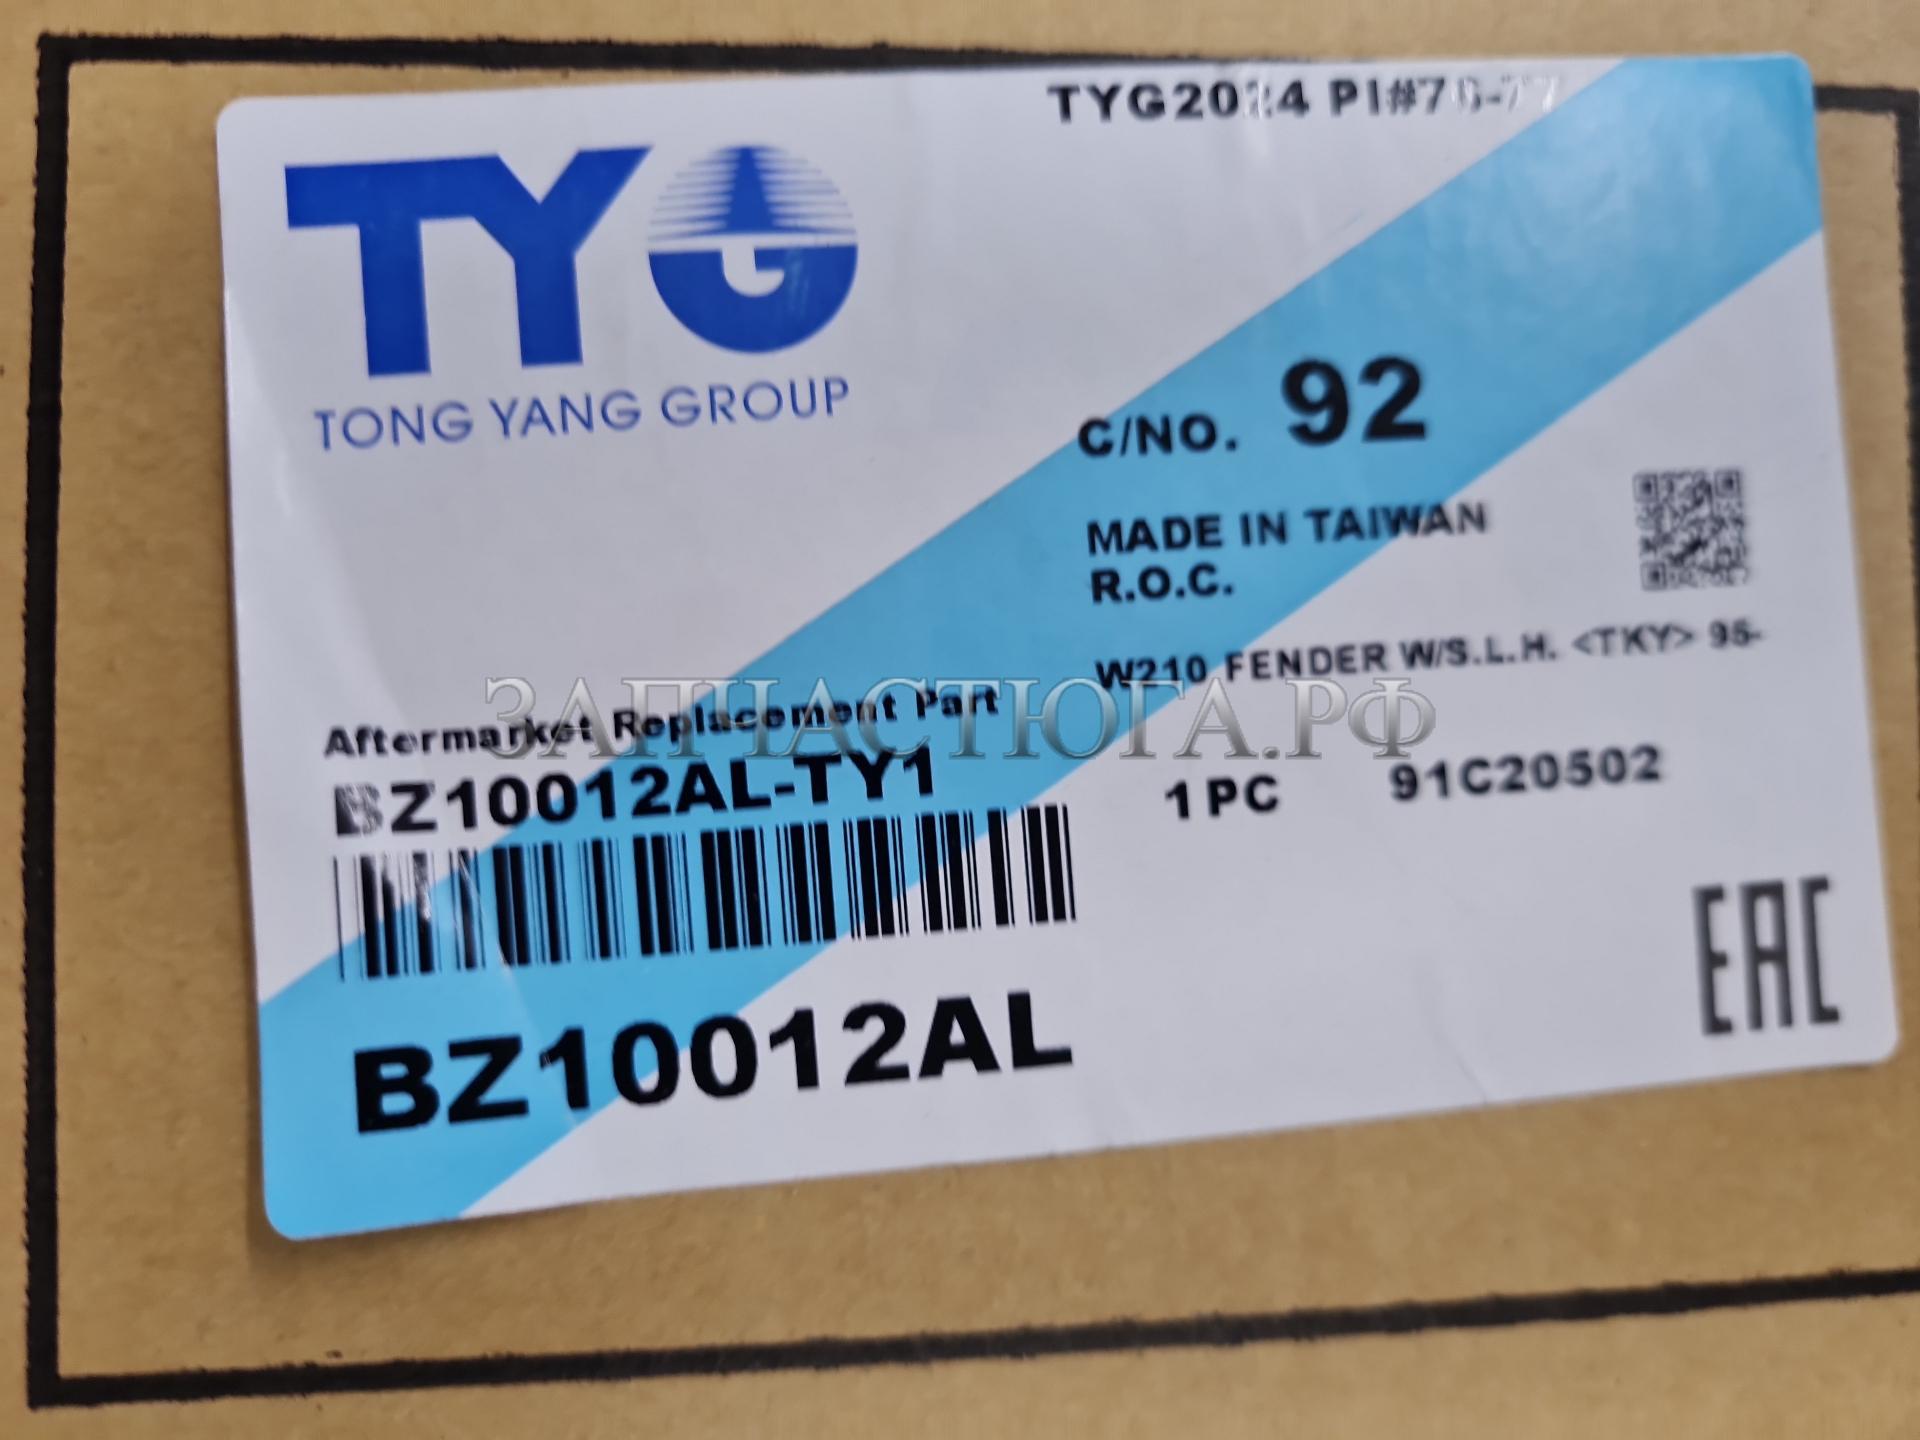 TYG2024 PI#76-77
TYG
TONG YANG GROUP
C/NO. 92
MADE IN TAIWAN
R.O.C.
W210 FENDER W/S.L.H. <TKY> 95-
Aftermarket Replacement Part
ЗАПЧАСТЮГА.РФ
BZ10012AL-TY1
1 PC 91C20502
BZ10012AL
EAC